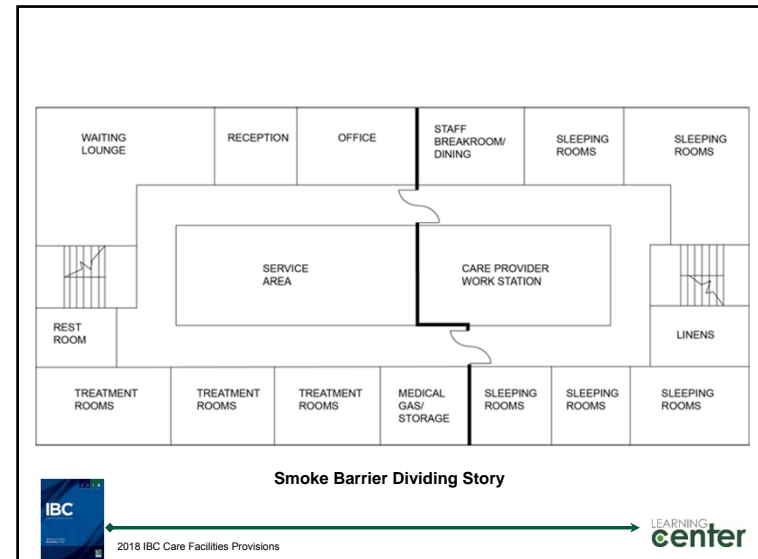 WAITING
LOUNGE
RECEPTION
OFFICE
STAFF
BREAKROOM/
DINING
SLEEPING
ROOMS
SLEEPING
ROOMS
SERVICE
AREA
CARE PROVIDER
WORK STATION
REST
ROOM
LINENS
TREATMENT
ROOMS
TREATMENT
ROOMS
TREATMENT
ROOMS
MEDICAL
GAS/
STORAGE
SLEEPING
ROOMS
SLEEPING
ROOMS
SLEEPING
ROOMS
Smoke Barrier Dividing Story
IBC
2018 IBC Care Facilities Provisions
LEARNING
center